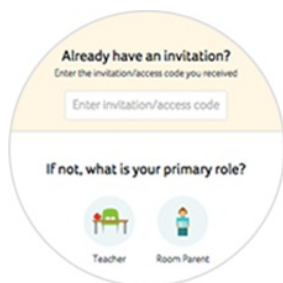 Already have an invitation?
Enter the invitation/access code you received
Enter invitation/access code
If not, what is your primary role?
Teacher
Room Parent